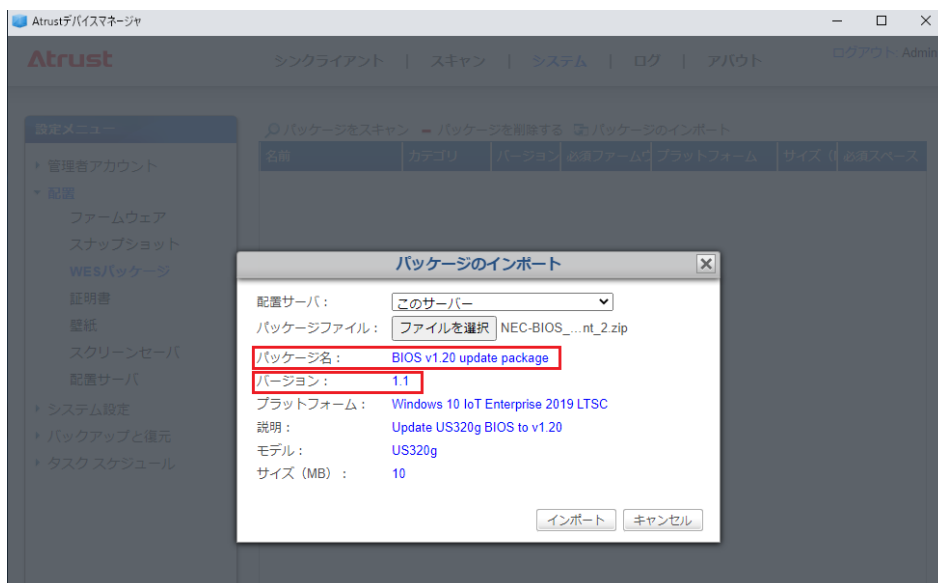 Atrustデバイスマネージャ
Atrust
シンクライアント | スキャン | システム | ログ | アバウト
ログアウト Admin
設定メニュー
パッケージをスキャン パッケージを削除する パッケージのインポート
名前 カテゴリ バージョン 必須ファームウ プラットフォーム サイズ ( 必須スペース
管理者アカウント
配置
ファームウェア
スナップショット
WESパッケージ
証明書
壁紙
スクリーンセーバ
配置サーバ
システム設定
バックアップと復元
タスク スケジュール
パッケージのインポート
配置サーバ: このサーバー
パッケージファイル: ファイルを選択 NEC-BIOS_...nt_2.zip
パッケージ名: BIOS v1.20 update package
バージョン: 1.1
プラットフォーム: Windows 10 IoT Enterprise 2019 LTSC
説明: Update US320g BIOS to v1.20
モデル: US320g
サイズ(MB): 10
インポート キャンセル